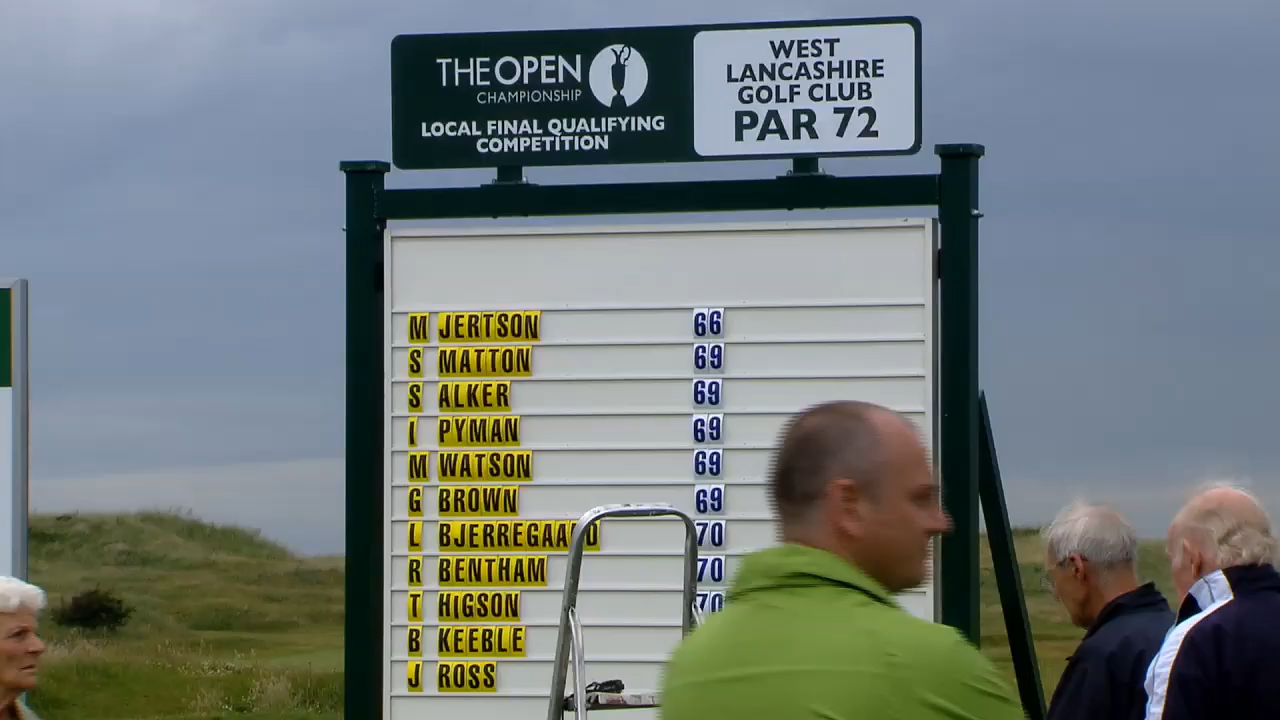 THE OPEN
CHAMPIONSHIP
LOCAL FINAL QUALIFYING
COMPETITION
WEST
LANCASHIRE
GOLF CLUB
PAR 72
M JERTSON 66
S MATTON 69
S ALKER 69
I PYMAN 69
M WATSON 69
G BROWN 69
L BJERREGAARD 70
R BENTHAM 70
T HIGSON 70
B KEEBLE
J ROSS